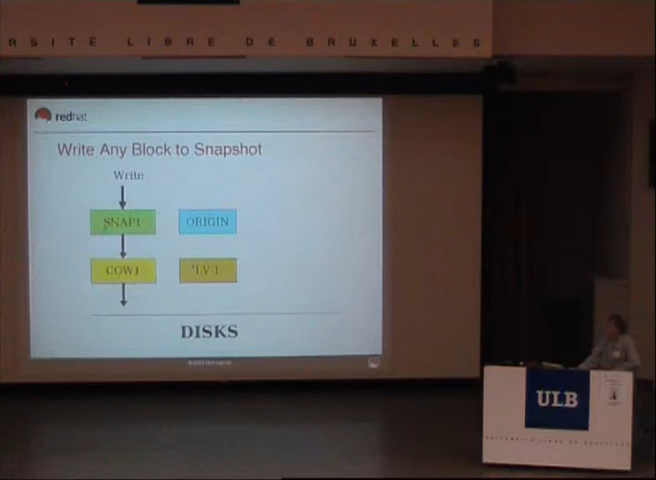 RSITE LIBRE DE BRUXELLES
redhat
Write Any Block to Snapshot
Write
SNAP1 ORIGIN
COW1 LV1
DISKS
ULB